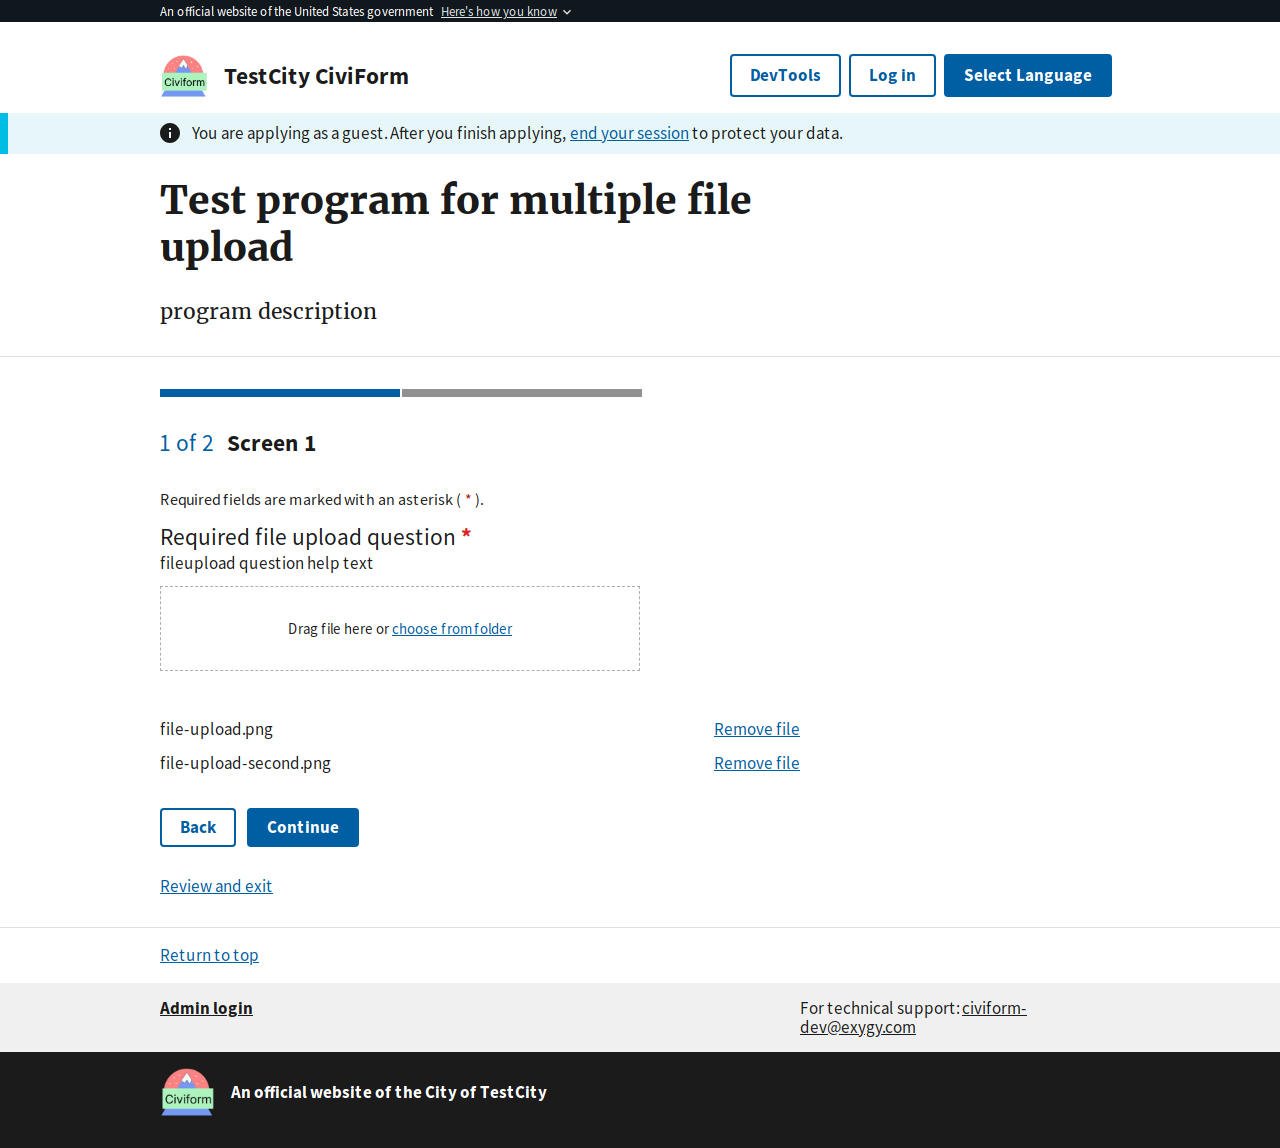 An official website of the United States government Here's how you know
Civiform
TestCity CiviForm
DevTools
Log in
Select Language
You are applying as a guest. After you finish applying, end your session to protect your data.
Test program for multiple file
upload
program description
1 of 2 Screen 1
Required fields are marked with an asterisk ( * ).
Required file upload question *
fileupload question help text
Drag file here or choose from folder
file-upload.png
Remove file
file-upload-second.png
Remove file
Back
Continue
Review and exit
Return to top
Admin login
For technical support: civiform-
dev@exygy.com
Civiform
An official website of the City of TestCity